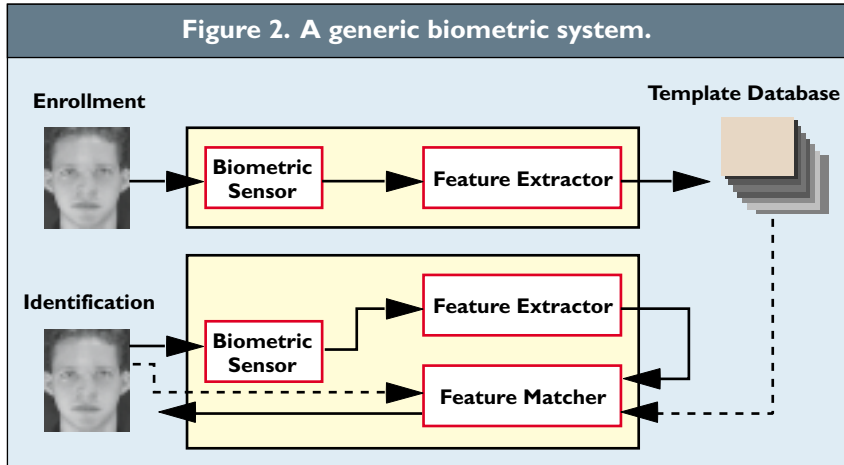 Figure 2. A generic biometric system.
Enrollment
Template Database
Biometric
Sensor
Feature Extractor
Identification
Feature Extractor
Biometric
Sensor
Feature Matcher